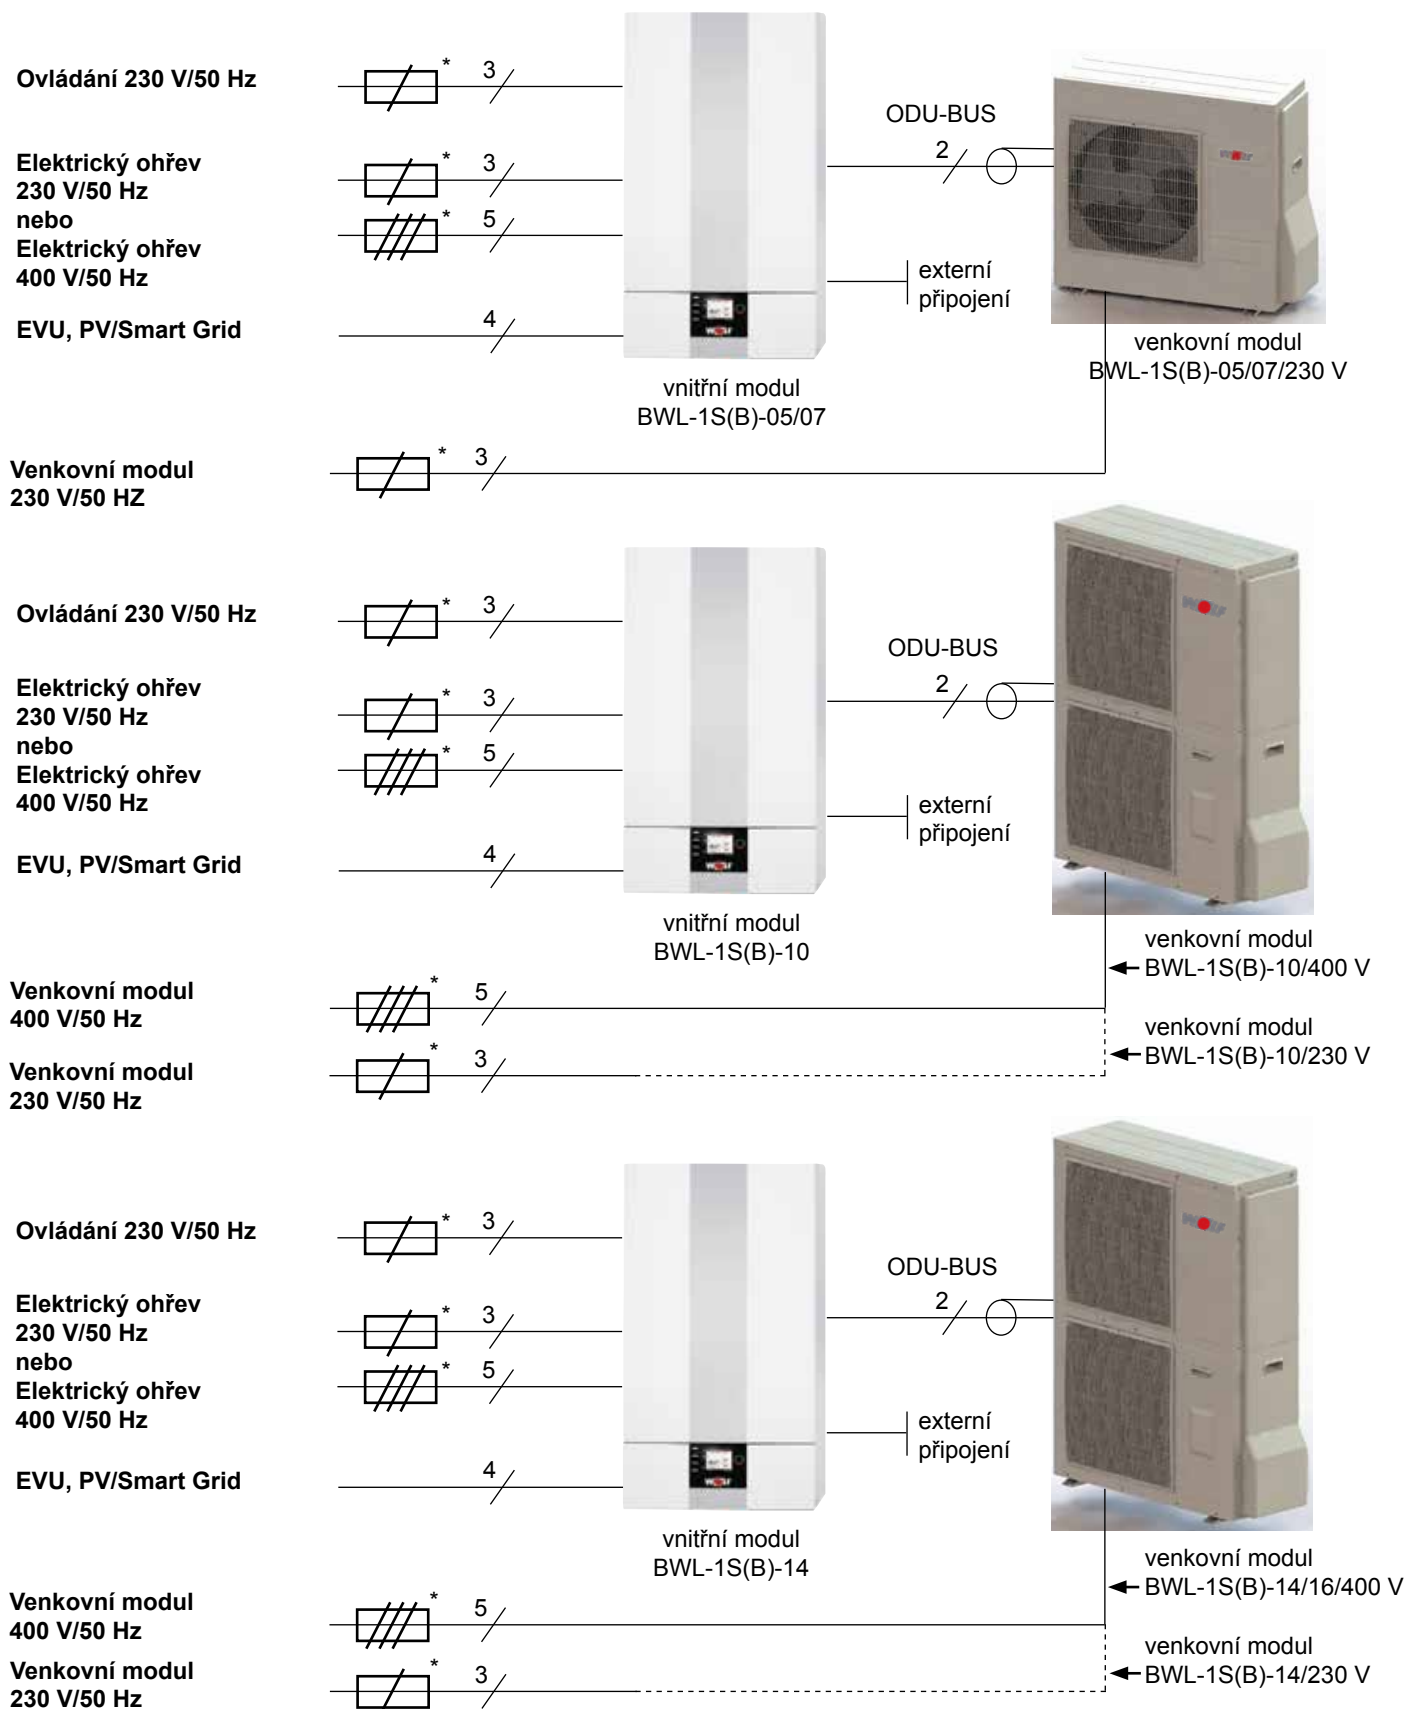 Ovládání 230 V/50 Hz
* 3
Elektrický ohřev
230 V/50 Hz
* 3
nebo
Elektrický ohřev
400 V/50 Hz
* 5
EVU, PV/Smart Grid
4
ODU-BUS
2
externí
připojení
vnitřní modul
BWL-1S(B)-05/07
WOLF
venkovní modul
BWL-1S(B)-05/07/230 V
Venkovní modul
230 V/50 HZ
* 3
Ovládání 230 V/50 Hz
* 3
Elektrický ohřev
230 V/50 Hz
* 3
nebo
Elektrický ohřev
400 V/50 Hz
* 5
EVU, PV/Smart Grid
4
WOLF
ODU-BUS
2
externí
připojení
vnitřní modul
BWL-1S(B)-10
WOLF
venkovní modul
BWL-1S(B)-10/400 V
Venkovní modul
400 V/50 Hz
* 5
venkovní modul
BWL-1S(B)-10/230 V
Venkovní modul
230 V/50 Hz
* 3
Ovládání 230 V/50 Hz
* 3
Elektrický ohřev
230 V/50 Hz
* 3
nebo
Elektrický ohřev
400 V/50 Hz
* 5
EVU, PV/Smart Grid
4
WOLF
ODU-BUS
2
externí
připojení
vnitřní modul
BWL-1S(B)-14
WOLF
venkovní modul
BWL-1S(B)-14/16/400 V
Venkovní modul
400 V/50 Hz
* 5
venkovní modul
BWL-1S(B)-14/230 V
Venkovní modul
230 V/50 Hz
* 3